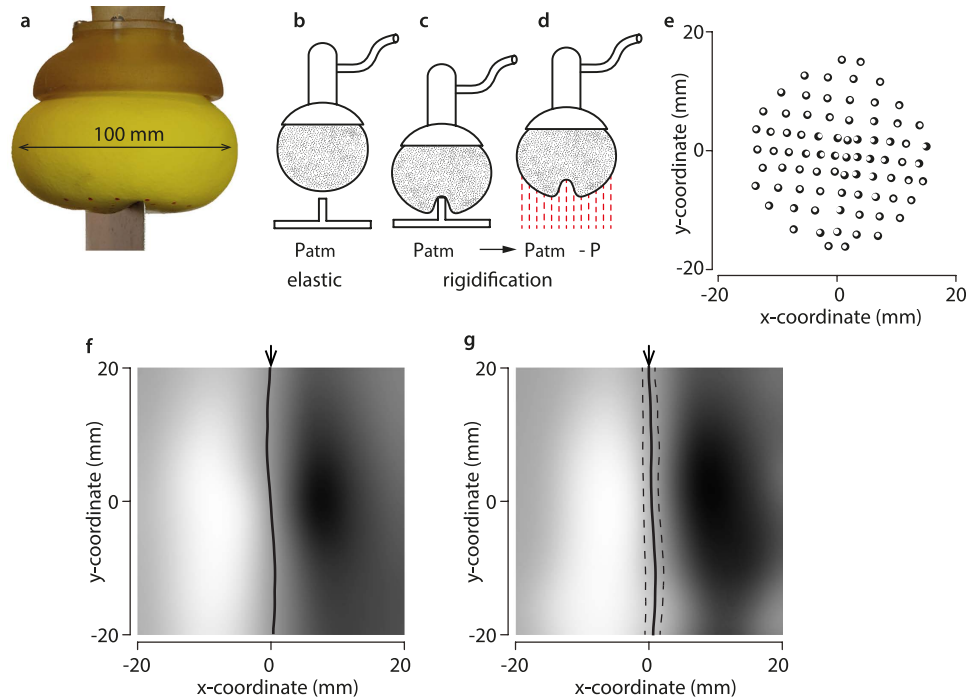 a
b
c
d
e
100 mm
Patm
Patm
Patm - P
elastic
rigidification
20
0
-20
y-coordinate (mm)
-20
0
20
x-coordinate (mm)
f
20
0
-20
y-coordinate (mm)
-20
0
20
x-coordinate (mm)
g
20
0
-20
y-coordinate (mm)
-20
0
20
x-coordinate (mm)